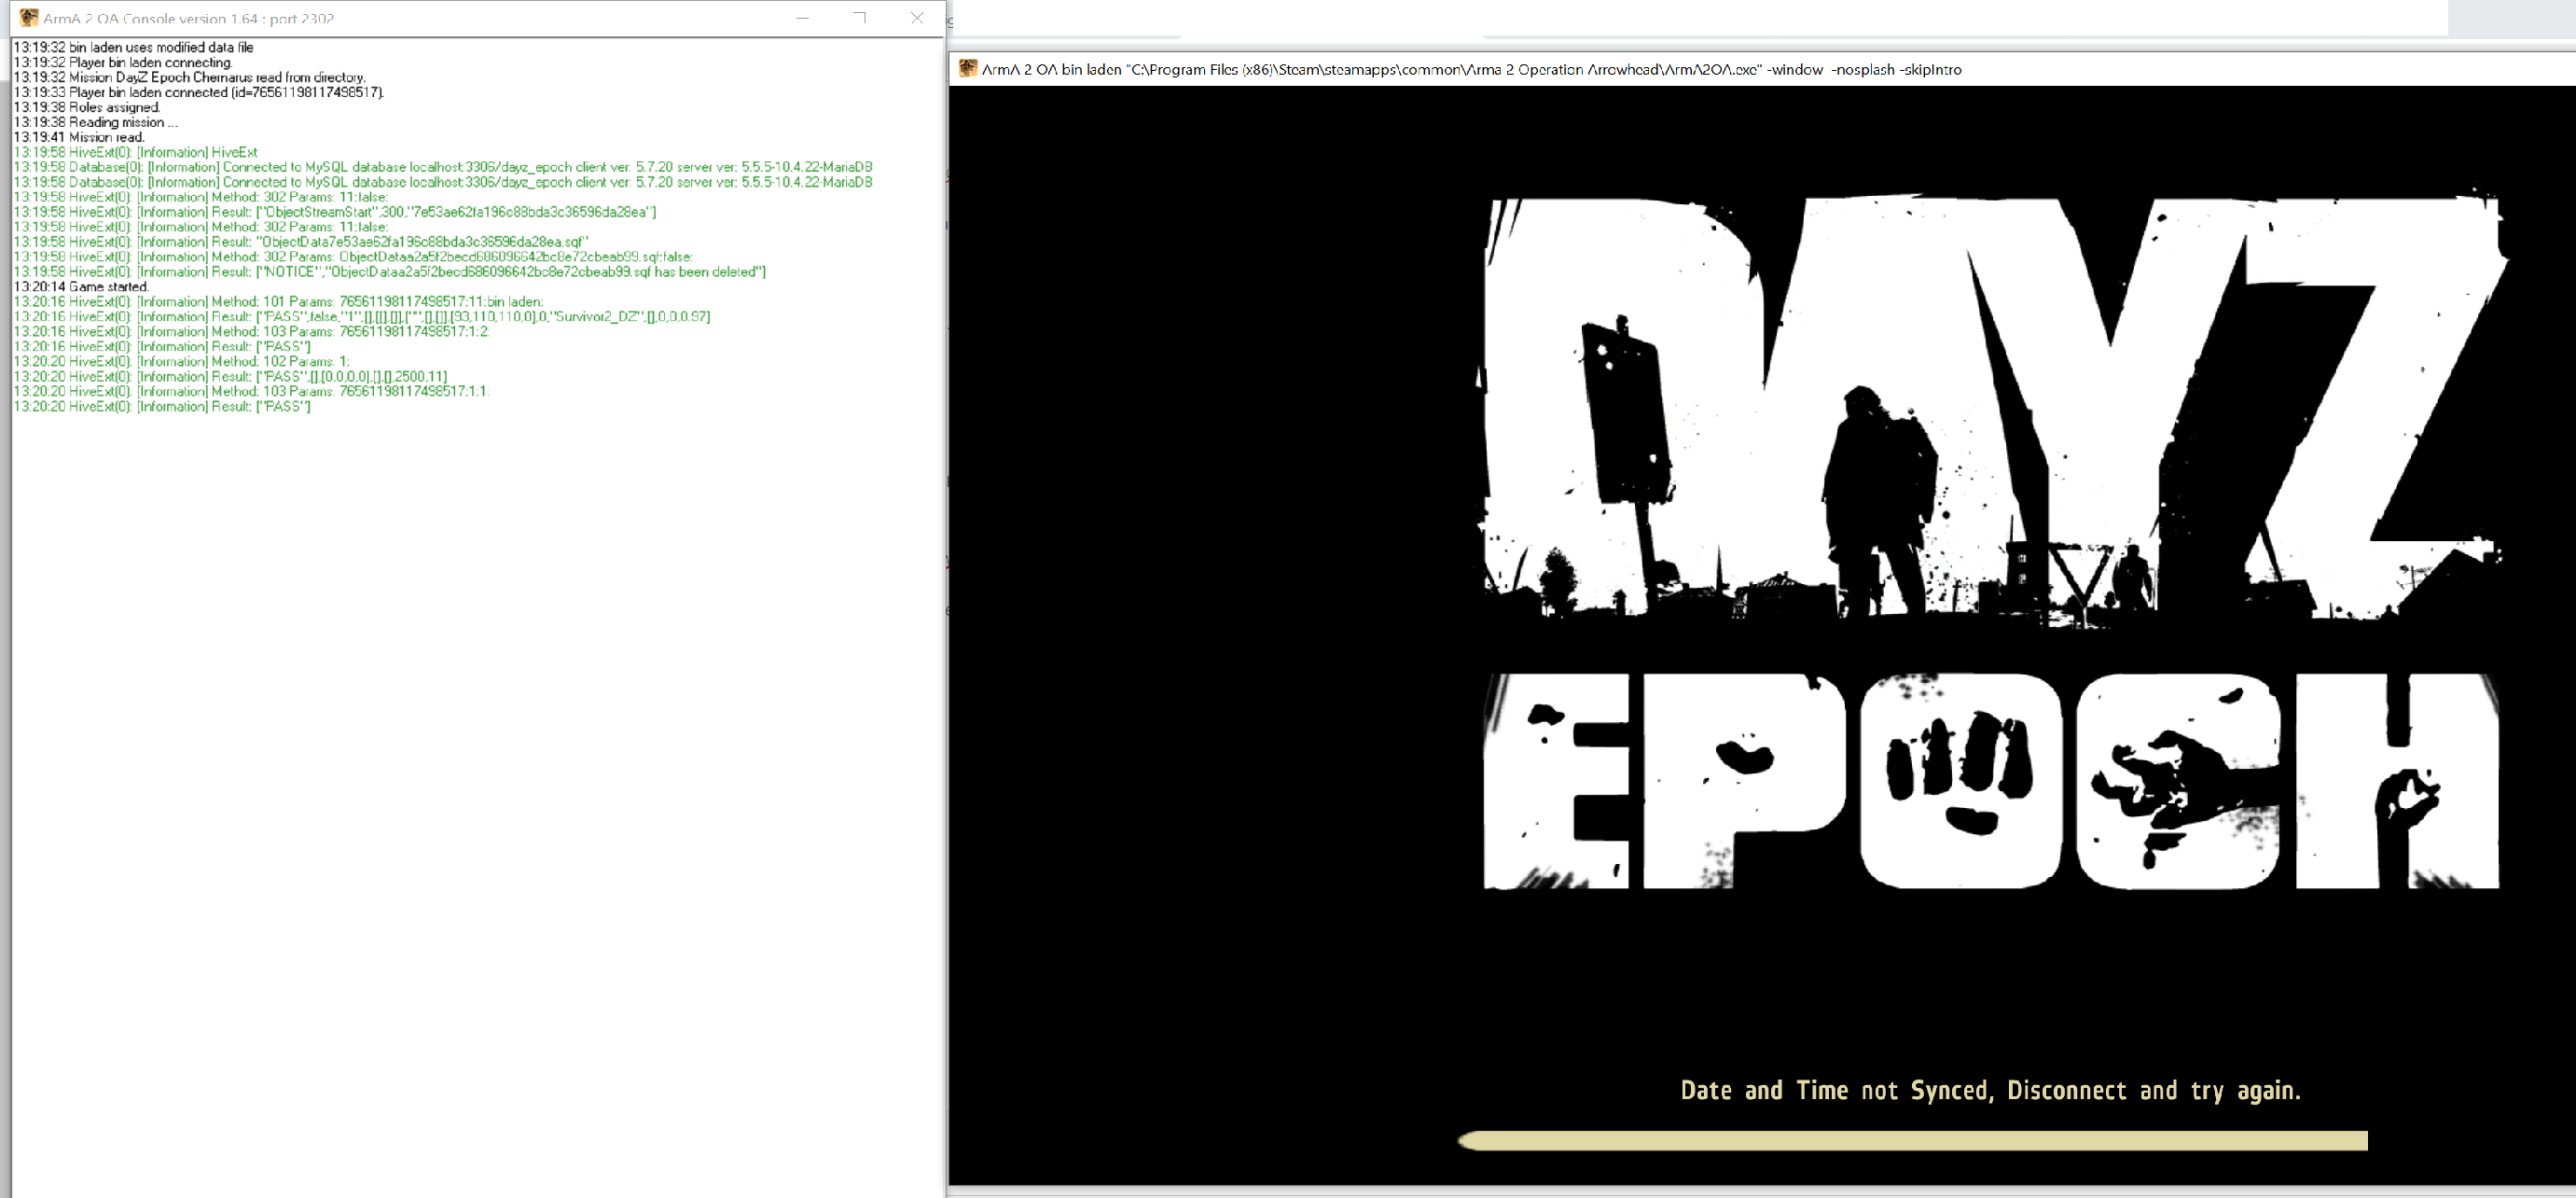 ArmA 2 OA Console version 1.64 : port 2302
13:19:32 bin laden uses modified data file
13:19:32 Player bin laden connecting.
13:19:32 Mission DayZ Epoch Chernarus read from directory.
13:19:33 Player bin laden connected (id=76561198117498517).
13:19:38 Roles assigned.
13:19:38 Reading mission ...
13:19:41 Mission read.
13:19:58 HiveExt(0): [Information] HiveExt
13:19:58 Database(0): [Information] Connected to MySQL database localhost:3306/dayz_epoch client ver: 5.7.20 server ver: 5.5.5-10.4.22-MariaDB
13:19:58 Database(0): [Information] Connected to MySQL database localhost:3306/dayz_epoch client ver: 5.7.20 server ver: 5.5.5-10.4.22-MariaDB
13:19:58 HiveExt(0): [Information] Method: 302 Params: 11:false:
13:19:58 HiveExt(0): [Information] Result: ["ObjectStreamStart",300,"7e53ae62fa196c88bda3c36596da28ea"]
13:19:58 HiveExt(0): [Information] Method: 302 Params: 11:false:
13:19:58 HiveExt(0): [Information] Result: "ObjectData7e53ae62fa196c88bda3c36596da28ea.sqf"
13:19:58 HiveExt(0): [Information] Method: 302 Params: ObjectDataaa2a5f2becd686096642bc8e72cbeab99.sqf:false:
13:19:58 HiveExt(0): [Information] Result: ["NOTICE","ObjectDataa2a5f2becd686096642bc8e72cbeab99.sqf has been deleted"]
13:20:14 Game started.
13:20:16 HiveExt(0): [Information] Method: 101 Params: 76561198117498517:11:bin laden:
13:20:16 HiveExt(0): [Information] Result: ["PASS",false,"1",[],[[],[]],["",[],[]],[93,110,110,0],0,"Survivor2_DZ",[],0,0,0.97]
13:20:16 HiveExt(0): [Information] Method: 103 Params: 76561198117498517:1:2:
13:20:16 HiveExt(0): [Information] Result: ["PASS"]
13:20:20 HiveExt(0): [Information] Method: 102 Params: 1:
13:20:20 HiveExt(0): [Information] Result: ["PASS",[],[0,0,0,0],[],[],2500,11]
13:20:20 HiveExt(0): [Information] Method: 103 Params: 76561198117498517:1:1:
13:20:20 HiveExt(0): [Information] Result: ["PASS"]
ArmA 2 OA bin laden "C:\Program Files (x86)\Steam\steamapps\common\Arma 2 Operation Arrowhead\ArmA2OA.exe" -window -nosplash -skipIntro
DAYZ
EPOCH
Date and Time not Synced, Disconnect and try again.